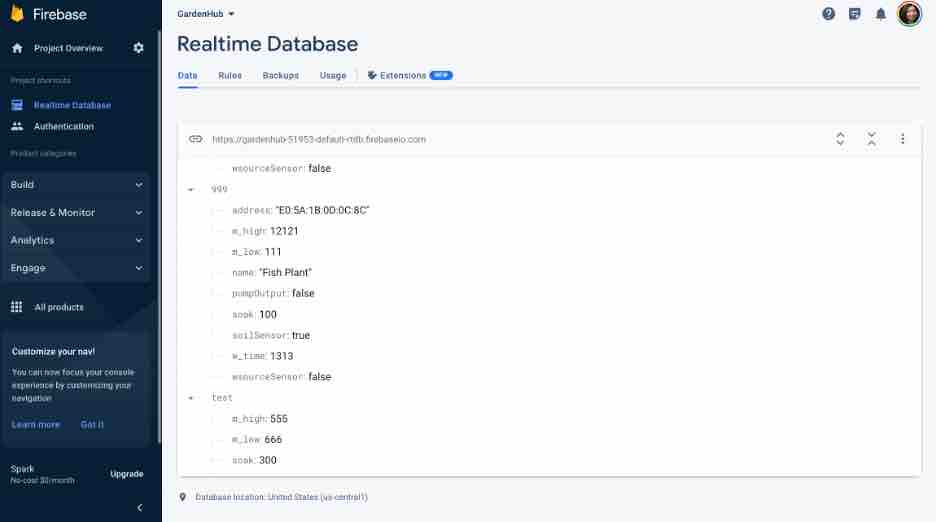 Firebase
Project Overview
Project shortcuts
Realtime Database
Authentication
Product categories
Build
Release & Monitor
Analytics
Engage
All products
Customize your nav!
You can now focus your console
experience by customizing your
navigation
Learn more Got it
Spark
No-cost $0/month
Upgrade
GardenHub
Realtime Database
Data Rules Backups Usage Extensions NEW
https://gardenhub-51953-default-rtdb.firebaseio.com
wsourceSensor: false
999
address: "E0:5A:1B:0D:0C:8C"
m_high: 12121
m_low: 111
name: "Fish Plant"
pumpOutput: false
soak: 100
soilSensor: true
w_time: 1313
wsourceSensor: false
test
m_high: 555
m_low: 666
soak: 300
Database location: United States (us-central1)